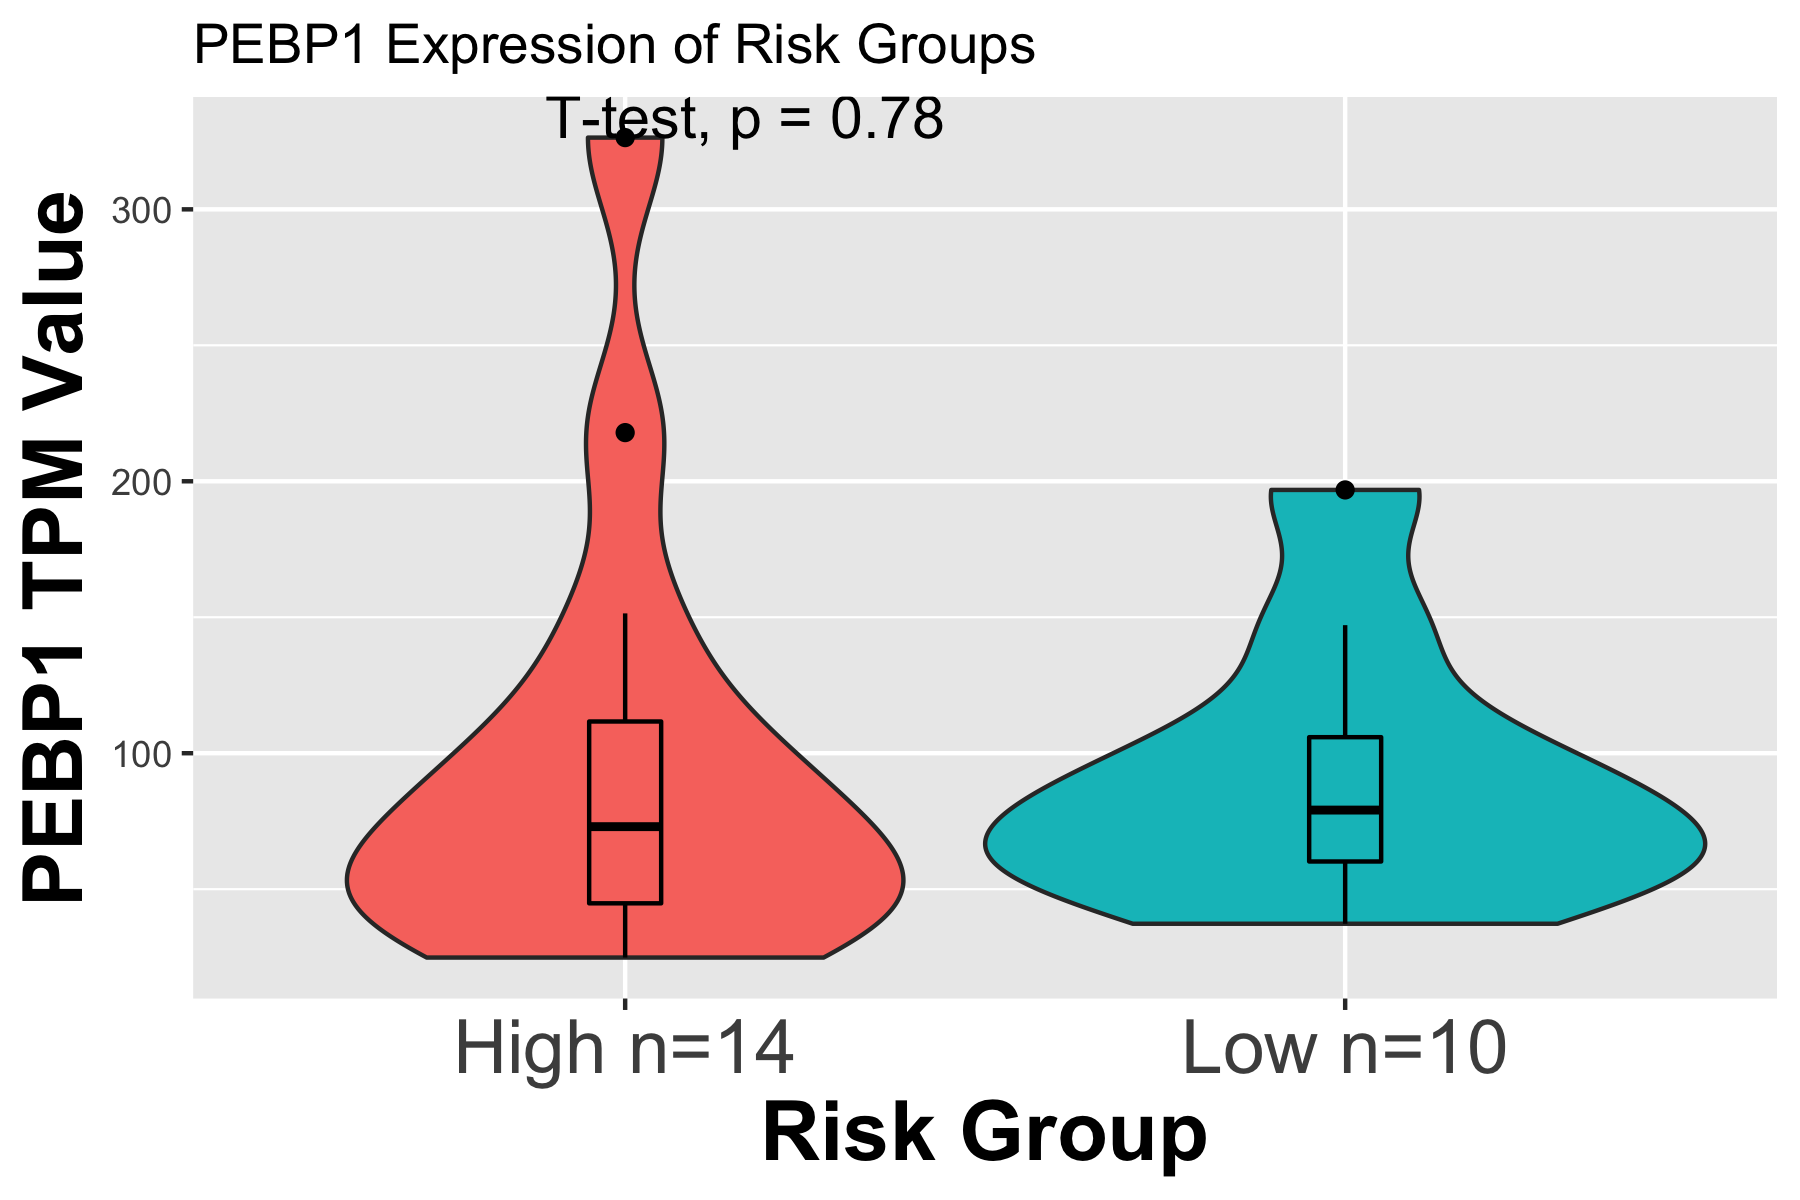 PEBP1 Expression of Risk Groups
T-test, p = 0.78
PEBP1 TPM Value
300
200
100
High n=14
Low n=10
Risk Group